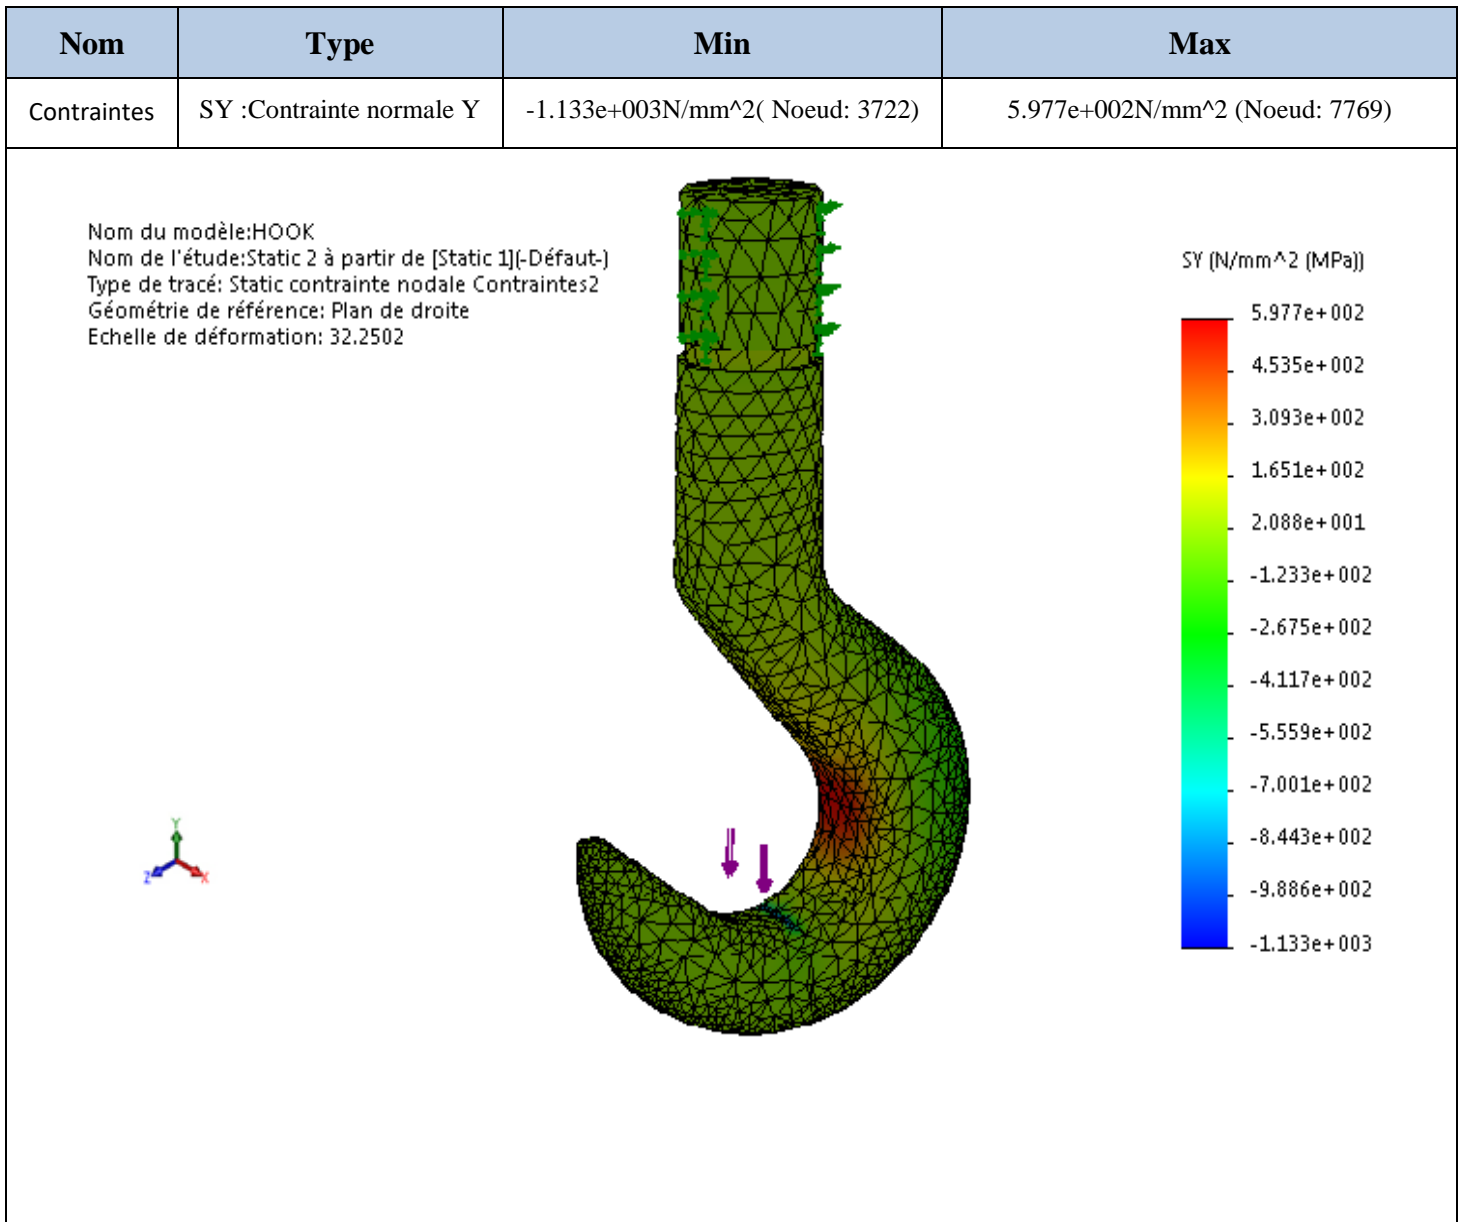 Nom Type Min Max
Contraintes SY :Contrainte normale Y -1.133e+003N/mm^2( Noeud: 3722) 5.977e+002N/mm^2 (Noeud: 7769)
Nom du modèle:HOOK
Nom de l'étude:Static 2 à partir de [Static 1](-Défaut-)
Type de tracé: Static contrainte nodale Contraintes2
Géométrie de référence: Plan de droite
Echelle de déformation: 32.2502
SY (N/mm^2 (MPa))
5.977e+002
4.535e+002
3.093e+002
1.651e+002
2.088e+001
-1.233e+002
-2.675e+002
-4.117e+002
-5.559e+002
-7.001e+002
-8.443e+002
-9.886e+002
-1.133e+003
Y
Z
X